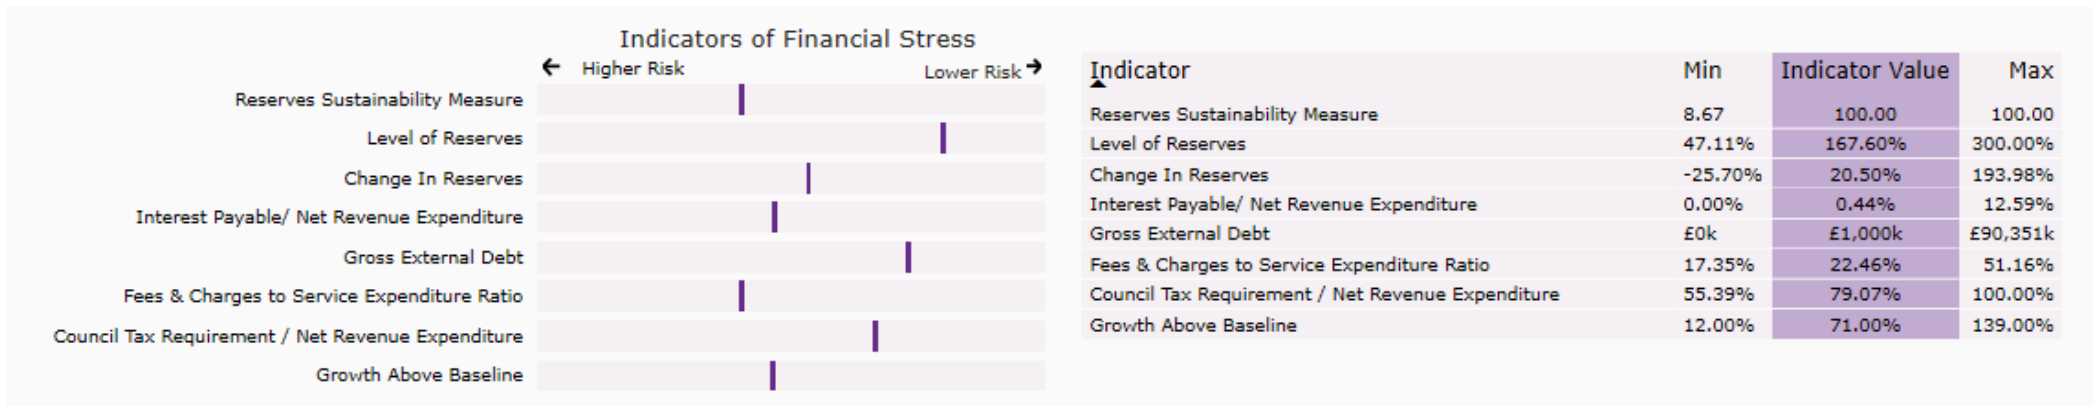 Indicators of Financial Stress
← Higher Risk Lower Risk →
Reserves Sustainability Measure
Level of Reserves
Change In Reserves
Interest Payable/ Net Revenue Expenditure
Gross External Debt
Fees & Charges to Service Expenditure Ratio
Council Tax Requirement / Net Revenue Expenditure
Growth Above Baseline
Indicator Min Indicator Value Max
Reserves Sustainability Measure 8.67 100.00 100.00
Level of Reserves 47.11% 167.60% 300.00%
Change In Reserves -25.70% 20.50% 193.98%
Interest Payable/ Net Revenue Expenditure 0.00% 0.44% 12.59%
Gross External Debt £0k £1,000k £90,351k
Fees & Charges to Service Expenditure Ratio 17.35% 22.46% 51.16%
Council Tax Requirement / Net Revenue Expenditure 55.39% 79.07% 100.00%
Growth Above Baseline 12.00% 71.00% 139.00%